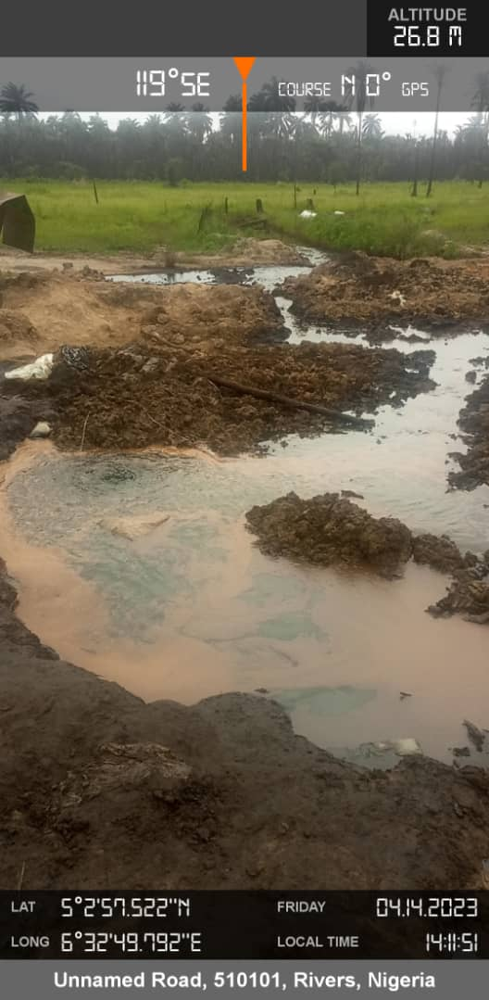 ALTITUDE
26.8 M
119°SE
COURSE N 0° GPS
LAT 5°2'57.522"N FRIDAY 04.14.2023
LONG 6°32'49.792"E LOCAL TIME 14:11:51
Unnamed Road, 510101, Rivers, Nigeria